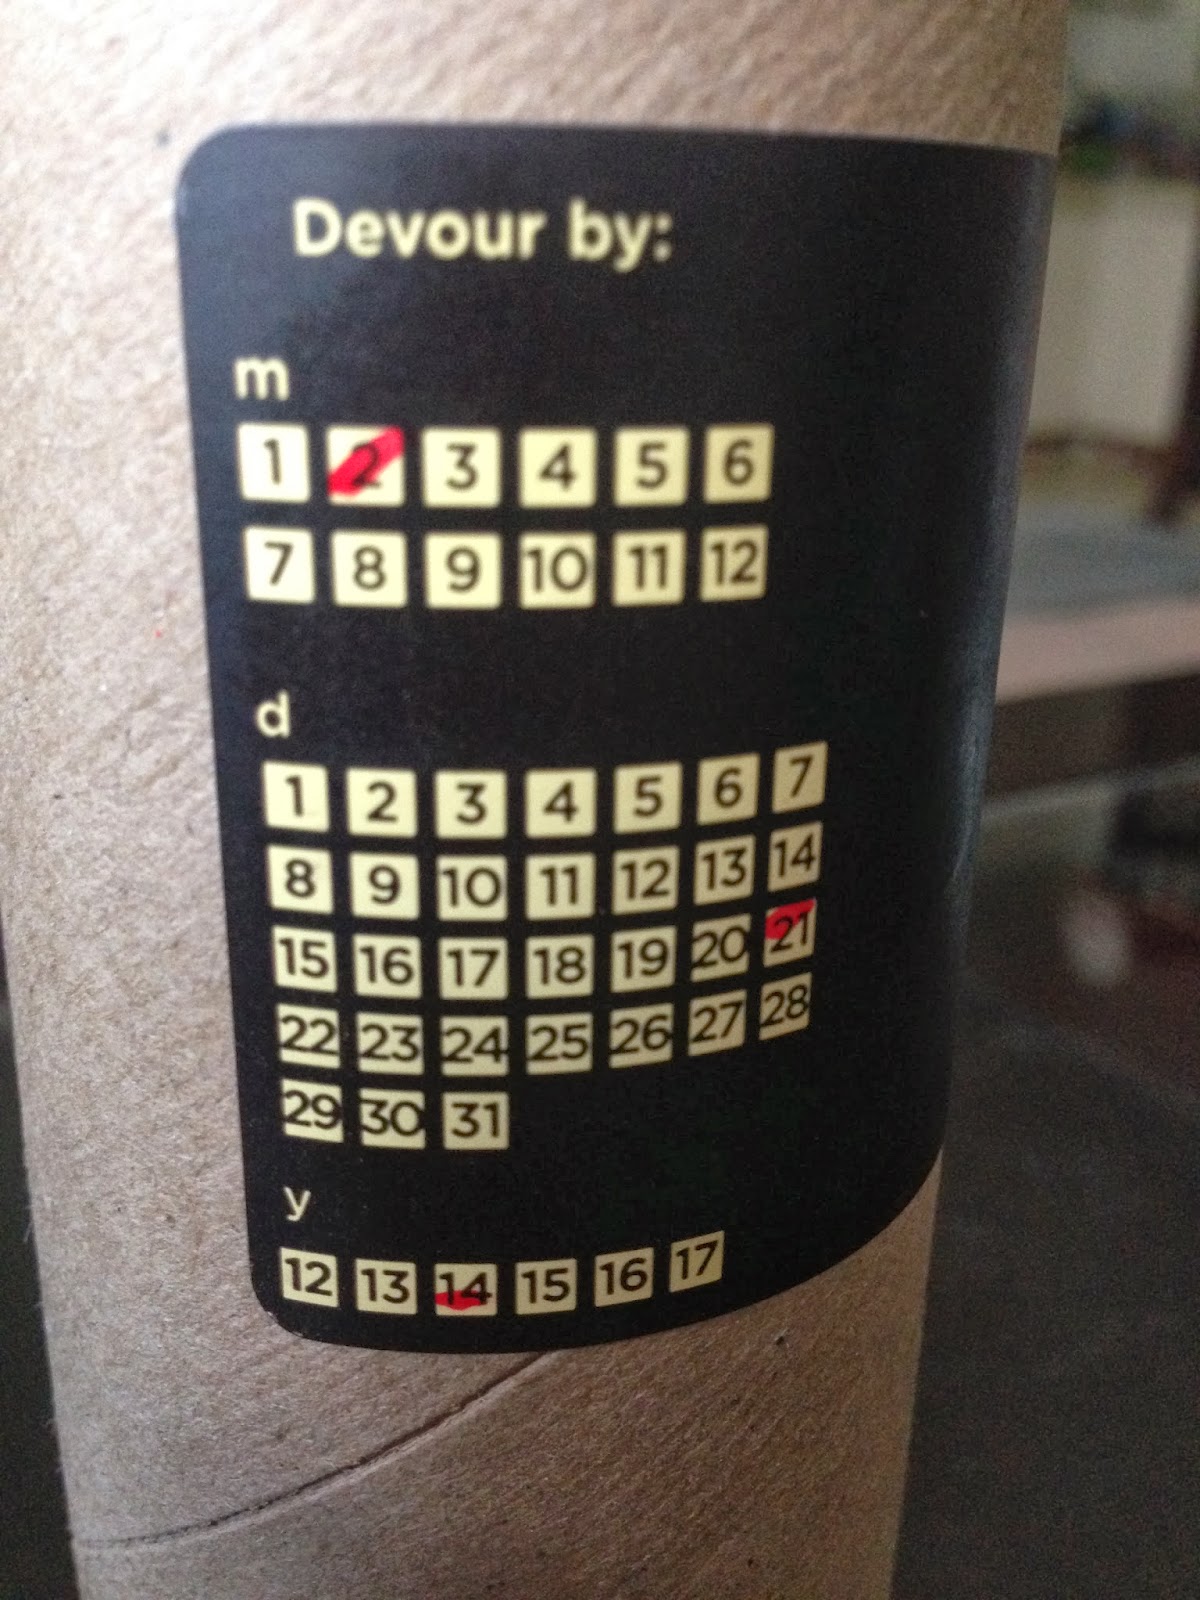 Devour by:
m
1 2 3 4 5 6
7 8 9 10 11 12
d
1 2 3 4 5 6 7
8 9 10 11 12 13 14
15 16 17 18 19 20 21
22 23 24 25 26 27 28
29 30 31
y
12 13 14 15 16 17